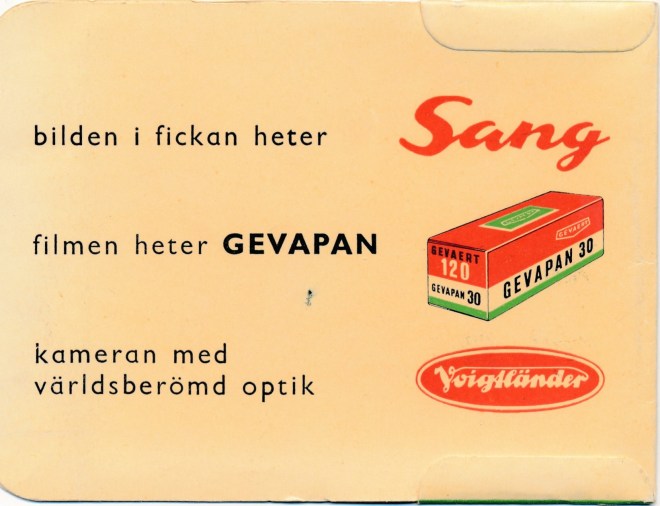 bilden i fickan heter Sang
filmen heter GEVAPAN
GEVAERT
GEVAERT
120
GEVAPAN 30
GEVAPAN 30
kameran med
världsberömd optik
Voigtländer